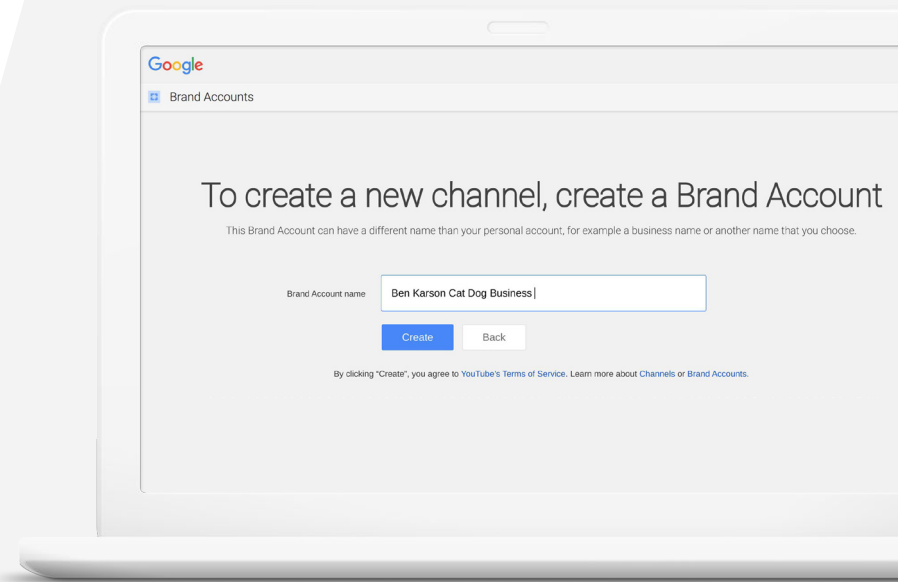 Google
Brand Accounts
To create a new channel, create a Brand Account
This Brand Account can have a different name than your personal account, for example a business name or another name that you choose.
Brand Account name
Ben Karson Cat Dog Business
Create
Back
By clicking "Create", you agree to YouTube's Terms of Service. Learn more about Channels or Brand Accounts.